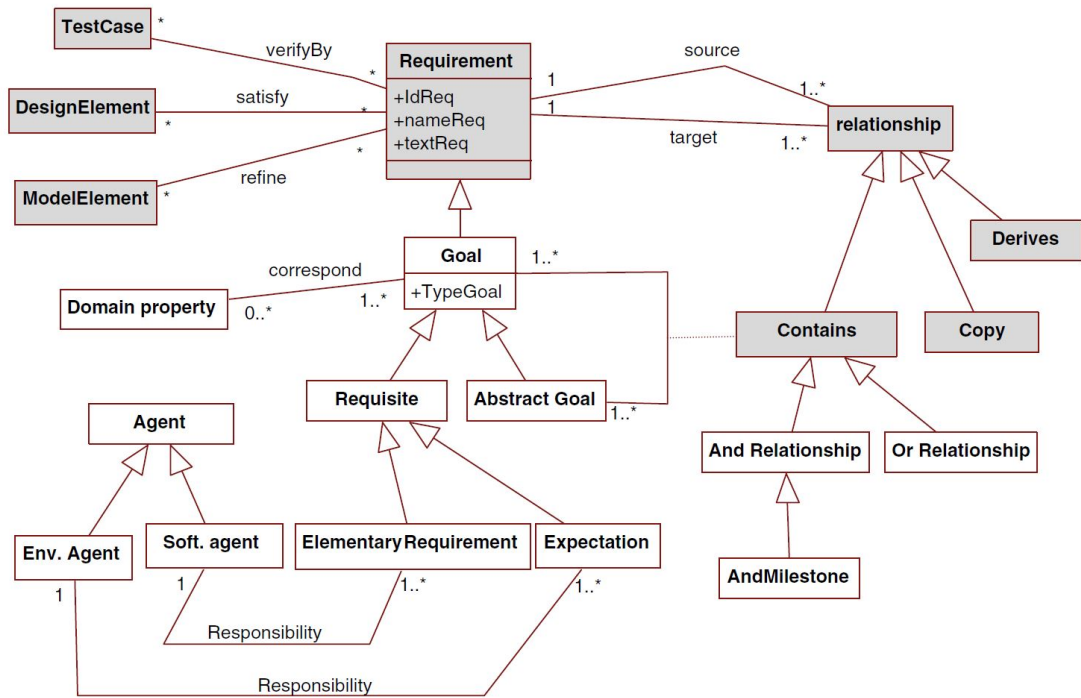 TestCase
*
verifyBy
*
Requirement
+IdReq
+nameReq
+textReq
source
1
1..*
1
target
1..*
relationship
DesignElement
*
satisfy
*
ModelElement
*
refine
*
Derives
Goal
+TypeGoal
1..*
correspond
1..*
0..*
Domain property
Contains
Copy
Requisite
Abstract Goal
1..*
Agent
And Relationship
Or Relationship
Env. Agent
1
Soft. agent
1
Elementary Requirement
1..*
Expectation
1..*
AndMilestone
Responsibility
Responsibility